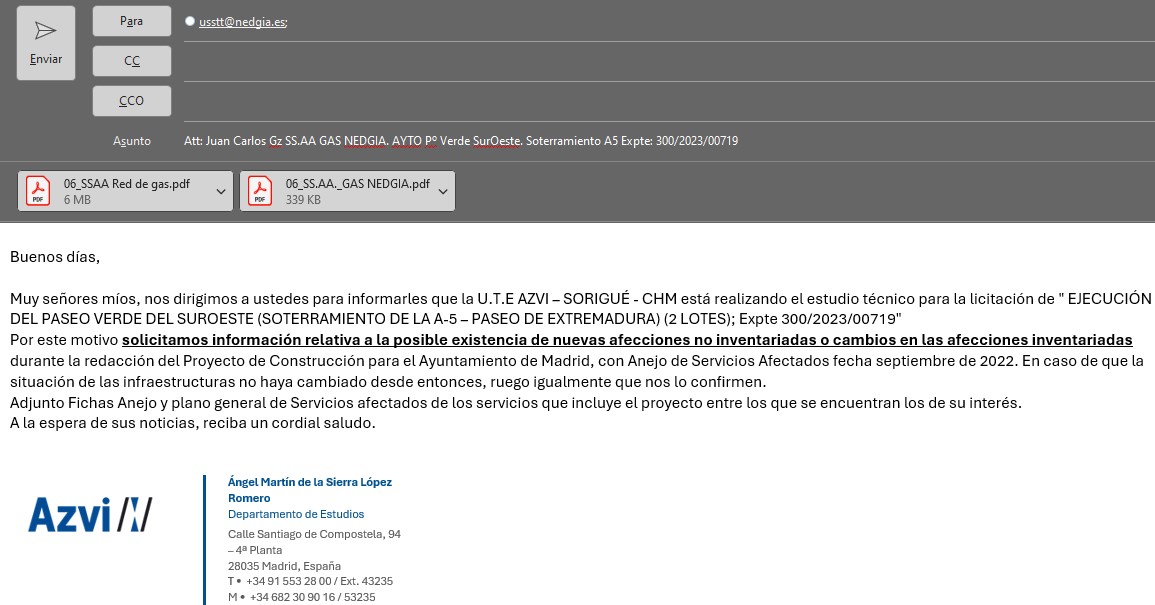 Enviar
Para
usstt@nedgia.es;
CC
CCO
Asunto
Att: Juan Carlos Gz SS.AA GAS NEDGIA. AYTO Pº Verde SurOeste. Soterramiento A5 Expte: 300/2023/00719
06_SSAA Red de gas.pdf
6 MB
06_SS.AA._GAS NEDGIA.pdf
339 KB
PDF
PDF
Buenos días,
Muy señores míos, nos dirigimos a ustedes para informarles que la U.T.E AZVI – SORIGUÉ - CHM está realizando el estudio técnico para la licitación de " EJECUCIÓN
DEL PASEO VERDE DEL SUROESTE (SOTERRAMIENTO DE LA A-5 – PASEO DE EXTREMADURA) (2 LOTES); Expte 300/2023/00719"
Por este motivo solicitamos información relativa a la posible existencia de nuevas afecciones no inventariadas o cambios en las afecciones inventariadas
durante la redacción del Proyecto de Construcción para el Ayuntamiento de Madrid, con Anejo de Servicios Afectados fecha septiembre de 2022. En caso de que la
situación de las infraestructuras no haya cambiado desde entonces, ruego igualmente que nos lo confirmen.
Adjunto Fichas Anejo y plano general de Servicios afectados de los servicios que incluye el proyecto entre los que se encuentran los de su interés.
A la espera de sus noticias, reciba un cordial saludo.
Azvi
Ángel Martín de la Sierra López
Romero
Departamento de Estudios
Calle Santiago de Compostela, 94
– 4ª Planta
28035 Madrid, España
T • +34 91 553 28 00 / Ext. 43235
M • +34 682 30 90 16 / 53235